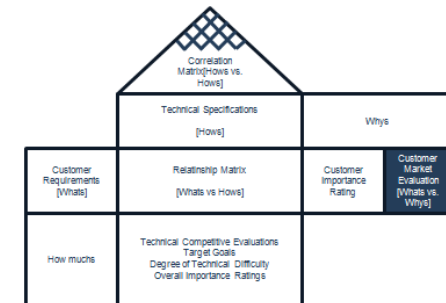 Correlation
Matrix[Hows vs.
Hows]
Technical Specifications
[Hows]
Whys
Customer
Requirements
[Whats]
Relatinship Matrix
[Whats vs Hows]
Customer
Importance
Rating
Customer
Market
Evaluation
[Whats vs.
Whys]
How muchs
Technical Competitive Evaluations
Target Goals
Degree of Technical Difficulty
Overall Importance Ratings